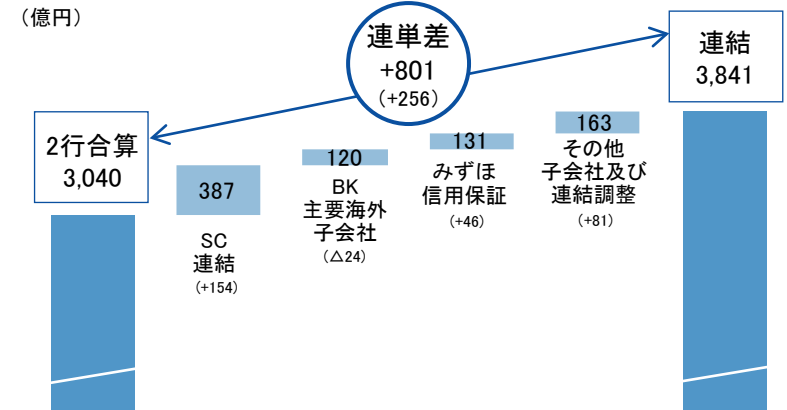 (億円)
連単差
+801
(+256)
連結
3,841
2行合算
3,040
387
SC
連結
(+154)
120
BK
主要海外
子会社
(△24)
131
みずほ
信用保証
(+46)
163
その他
子会社及び
連結調整
(+81)